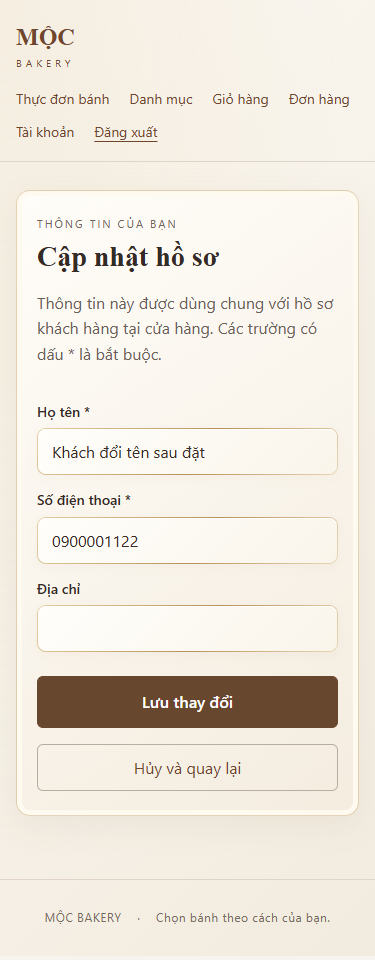 MỘC
BAKERY
Thực đơn bánh Danh mục Giỏ hàng Đơn hàng
Tài khoản Đăng xuất
THÔNG TIN CỦA BẠN
Cập nhật hồ sơ
Thông tin này được dùng chung với hồ sơ
khách hàng tại cửa hàng. Các trường có
dấu * là bắt buộc.
Họ tên *
Khách đổi tên sau đặt
Số điện thoại *
0900001122
Địa chỉ
Lưu thay đổi
Hủy và quay lại
MỘC BAKERY · Chọn bánh theo cách của bạn.